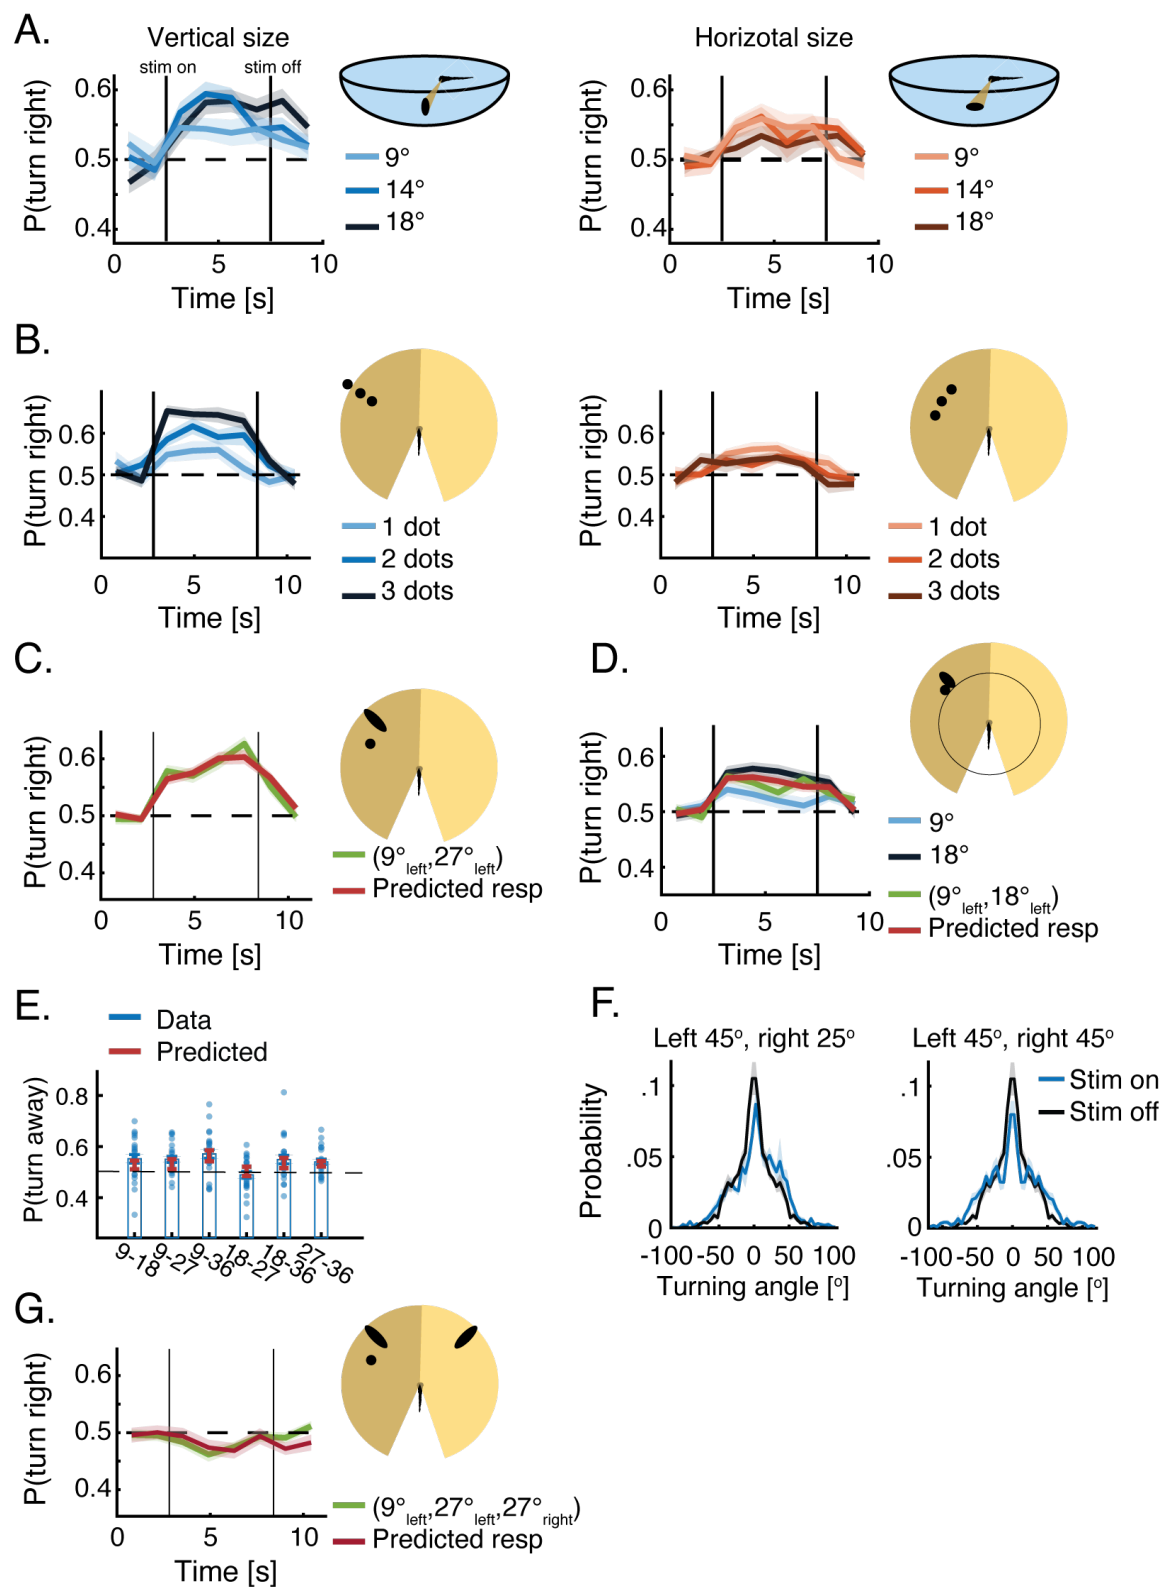 A.
Vertical size
stim on
stim off
P(turn right)
0.6
0.5
0.4
0
5
10
Time [s]
9°
14°
18°
Horizotal size
P(turn right)
0.6
0.5
0.4
0
5
10
Time [s]
9°
14°
18°
B.
P(turn right)
0.6
0.5
0.4
0
5
10
Time [s]
1 dot
2 dots
3 dots
P(turn right)
0.6
0.5
0.4
0
5
10
Time [s]
1 dot
2 dots
3 dots
C.
P(turn right)
0.6
0.5
0.4
0
5
10
Time [s]
(9°left,27°left)
Predicted resp
D.
P(turn right)
0.6
0.5
0.4
0
5
10
Time [s]
9°
18°
(9°left,18°left)
Predicted resp
E.
Data
Predicted
P(turn away)
0.8
0.6
0.4
9-18
9-27
9-36
18-27
18-36
27-36
F.
Left 45°, right 25°
Probability
.1
.05
0
-100 -50 0 50 100
Turning angle [°]
Left 45°, right 45°
.1
.05
0
-100 -50 0 50 100
Turning angle [°]
Stim on
Stim off
G.
P(turn right)
0.6
0.5
0.4
0
5
10
Time [s]
(9°left,27°left,27°right)
Predicted resp